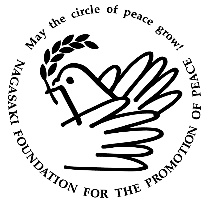 May the circle of peace grow!
NAGASAKI FOUNDATION FOR THE PROMOTION OF PEACE